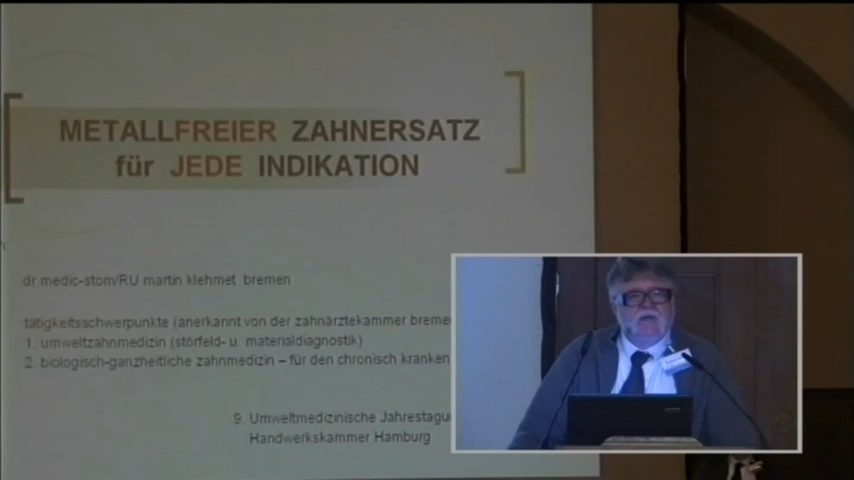 METALLFREIER ZAHNERSATZ
für JEDE INDIKATION
dr.medic-stom/RU martin klehmet bremen
tätigkeitsschwerpunkte (anerkannt von der zahnärztekammer breme
1. umweltzahnmedizin (störfeld- u. materialdiagnostik)
2. biologisch-ganzheitliche zahnmedizin – für den chronisch kranken
9. Umweltmedizinische Jahrestagu
Handwerkskammer Hamburg